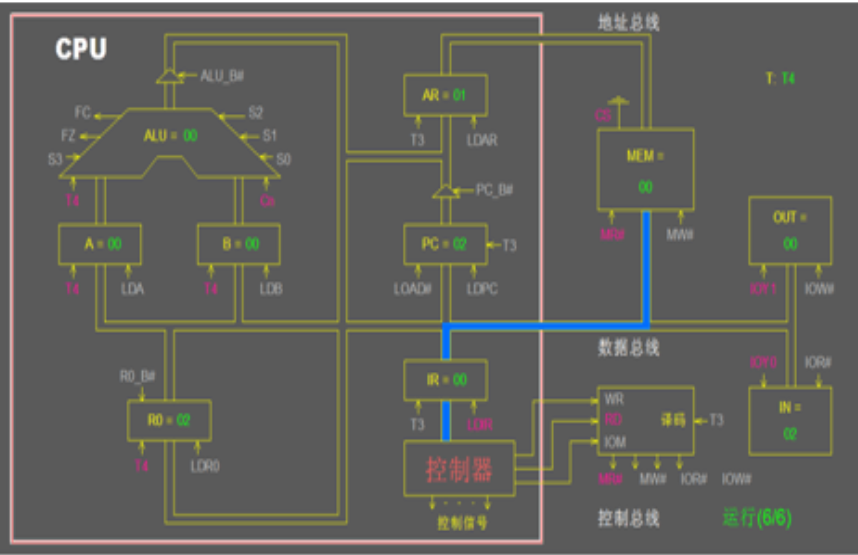 地址总线
CPU
T: T4
ALU_B#
AR = 01
FC
S2
CS
FZ
ALU = 00
S1
T3
LDAR
MEM =
S3
S0
00
PC_B#
T4
Cn
MR#
MW#
OUT =
A = 00
B = 00
PC = 02
T3
00
T4
LDA
T4
LDB
LOAD#
LDPC
IOY1
IOW#
数据总线
R0_B#
IR = 00
IOY0
IOR#
WR
R0 = 02
T3
LDIR
RD
译码
T3
IN =
IOM
02
T4
LDR0
控制器
MR#
MW#
IOR#
IOW#
控制信号
控制总线
运行(6/6)